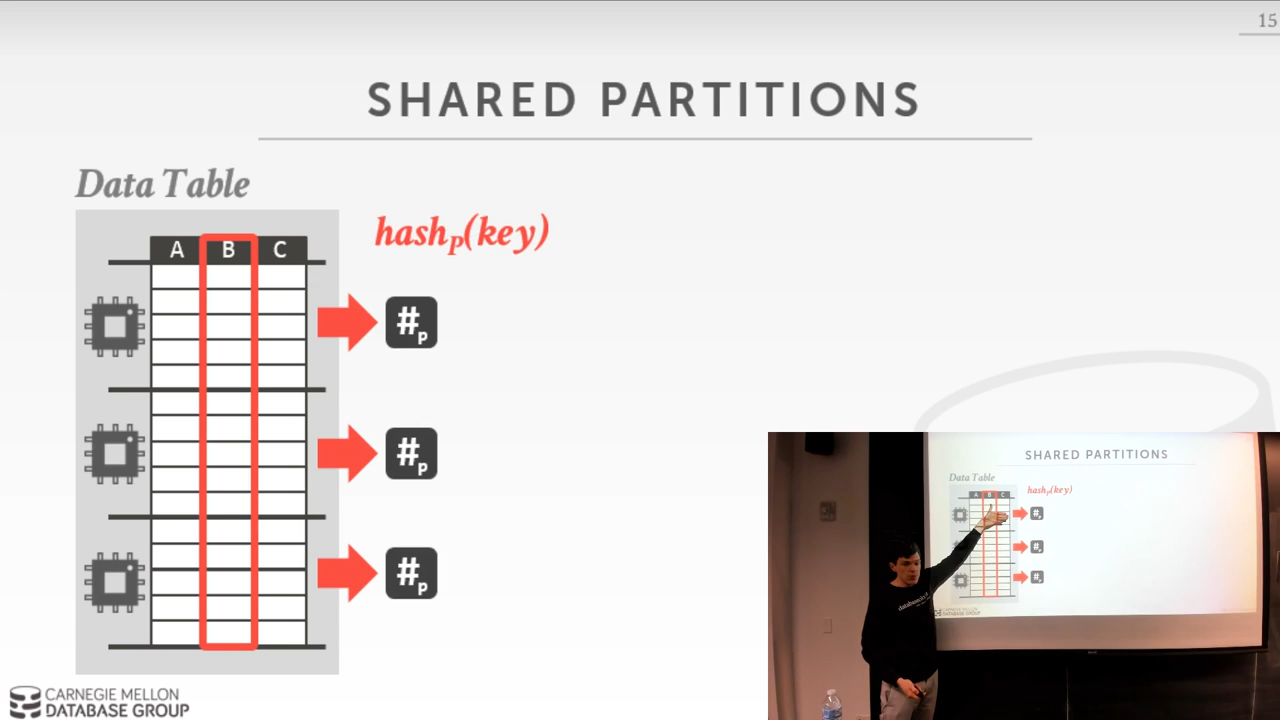 15
SHARED PARTITIONS
Data Table
hashₚ(key)
A B C
#p
#p
#p
CARNEGIE MELLON
DATABASE GROUP
SHARED PARTITIONS
Data Table
hashₚ(key)
A B C